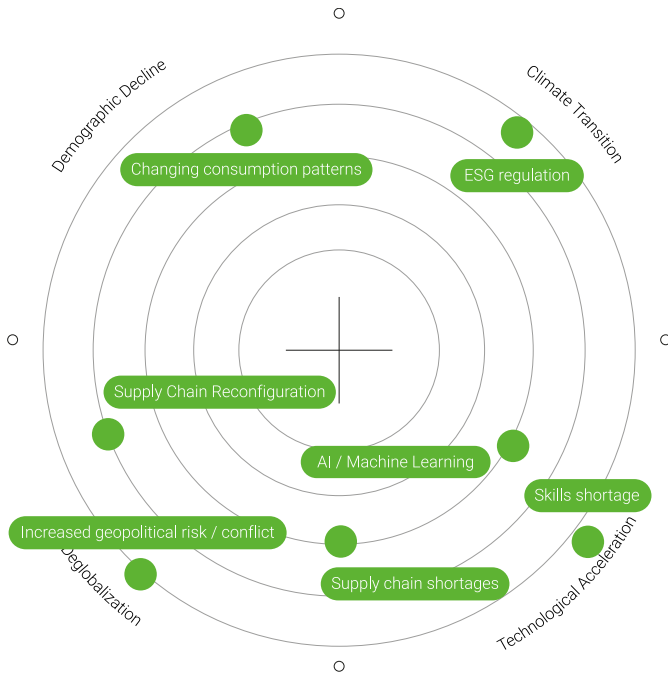 Demographic Decline
Climate Transition
Changing consumption patterns
ESG regulation
Supply Chain Reconfiguration
AI / Machine Learning
Skills shortage
Increased geopolitical risk / conflict
Deglobalization
Supply chain shortages
Technological Acceleration